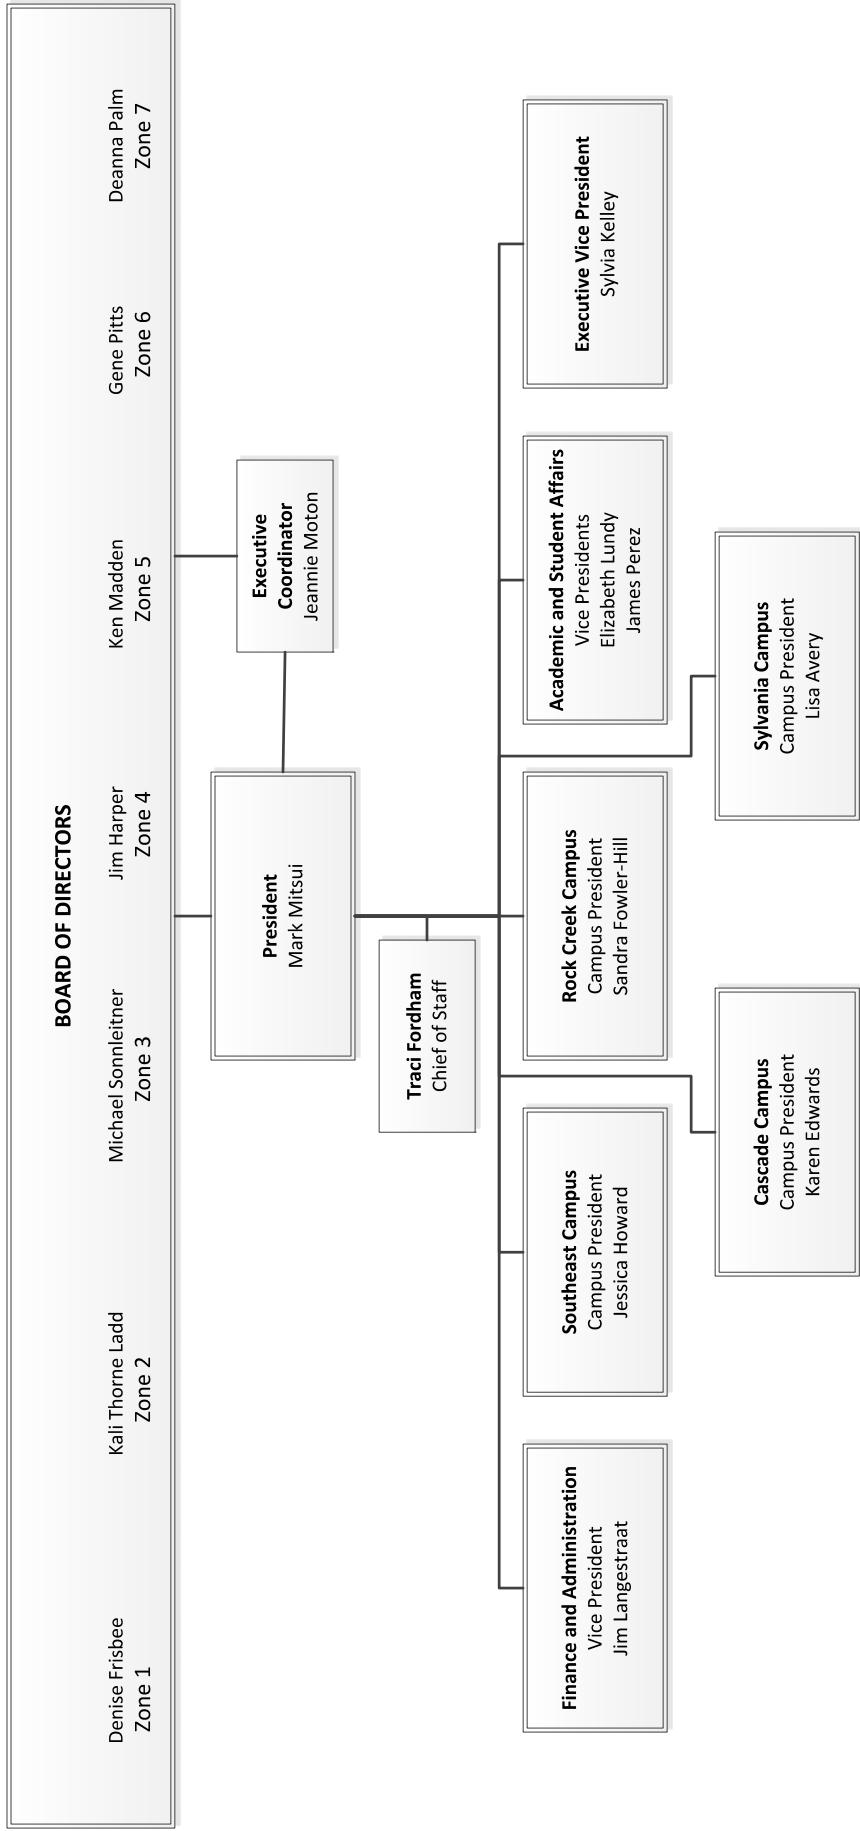 BOARD OF DIRECTORS
Denise Frisbee
Zone 1
Kali Thorne Ladd
Zone 2
Michael Sonnleitner
Zone 3
Jim Harper
Zone 4
Ken Madden
Zone 5
Gene Pitts
Zone 6
Deanna Palm
Zone 7
President
Mark Mitsui
Executive
Coordinator
Jeannie Moton
Traci Fordham
Chief of Staff
Finance and Administration
Vice President
Jim Langestraat
Southeast Campus
Campus President
Jessica Howard
Rock Creek Campus
Campus President
Sandra Fowler-Hill
Academic and Student Affairs
Vice Presidents
Elizabeth Lundy
James Perez
Executive Vice President
Sylvia Kelley
Cascade Campus
Campus President
Karen Edwards
Sylvania Campus
Campus President
Lisa Avery